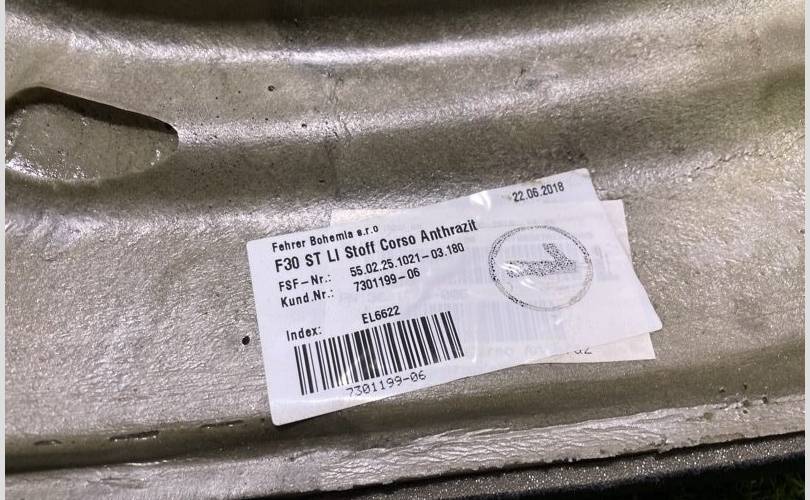 22.06.2018
Fehrer Bohemia s.r.o
F30 ST LI Stoff Corso Anthrazit
FSF-Nr.: 55.02.25.1021-03.180
Kund.Nr.: 7301199-06
Index: EL6622
7301199-06